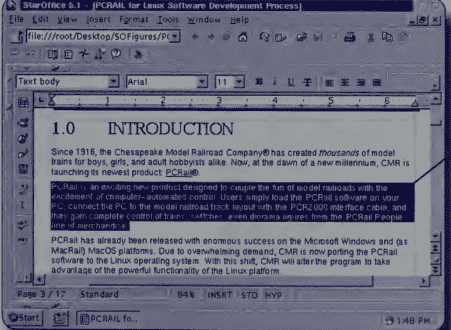 StarOffice 5.1 - [PCRAIL for Linux Software Development Process]
File Edit View Insert Format Tools Window Help
file:///root/Desktop/SOFigures/P
Text body Arial 11 B i U
1 2 3 4 5 6
1.0 INTRODUCTION
Since 1916, the Chesapeake Model Railroad Company® has created thousands of model
trains for boys, girls, and adult hobbyists alike. Now, at the dawn of a new millennium, CMR is
launching its newest product: PCRail®.
PCRail is an exciting new product designed to couple the fun of model railroads with the
excitement of computer-automated control. Users simply load the PCRail software on your
PC, connect the PC to the model railroad track layout with the PCR2000 interface cable, and
they gain complete control of trains, switches, even diorama figures from the PCRail People
line of merchandise.
PCRail has already been released with enormous success on the Microsoft Windows and (as
MacRail) MacOS platforms. Due to overwhelming demand, CMR is now porting the PCRail
software to the Linux operating system. With this shift, CMR will alter the program to take
advantage of the powerful functionality of the Linux platform.
Page 3 / 17 Standard 84% INSRT STD HYP
Start PCRAIL fo... 1:48 PM